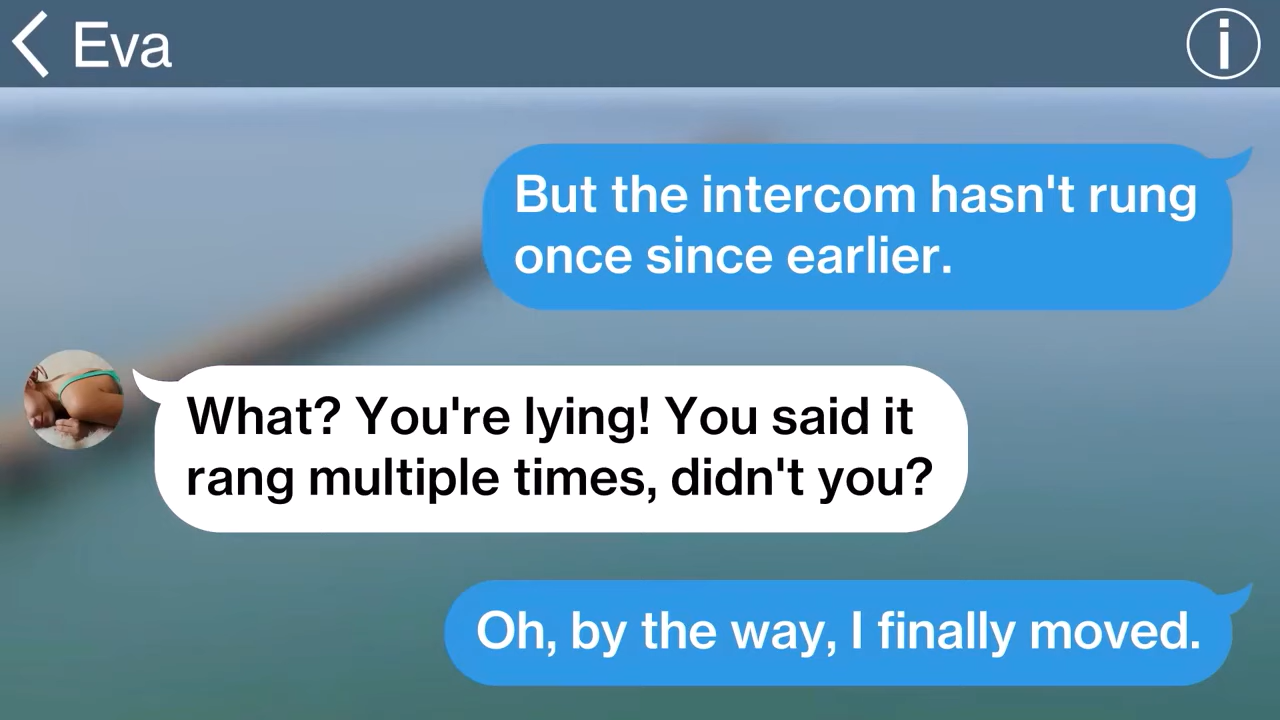 Eva
But the intercom hasn't rung
once since earlier.
What? You're lying! You said it
rang multiple times, didn't you?
Oh, by the way, I finally moved.